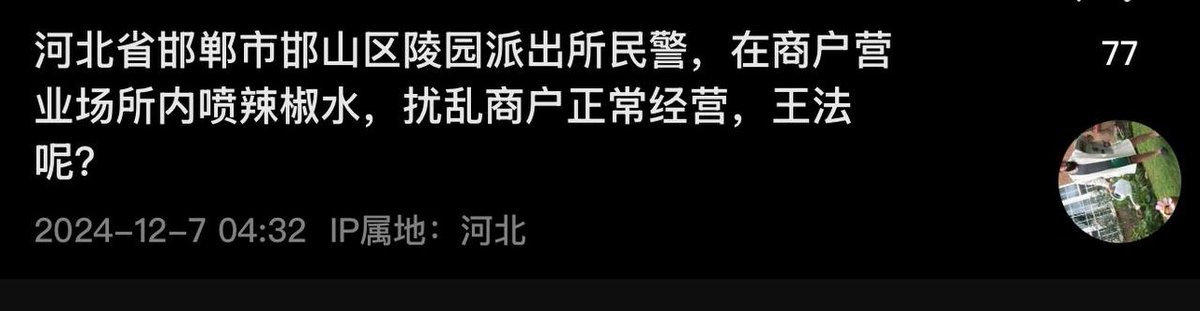 河北省邯郸市邯山区陵园派出所民警，在商户营
77
业场所内喷辣椒水，扰乱商户正常经营，王法
呢？
2024-12-7 04:32 IP属地：河北